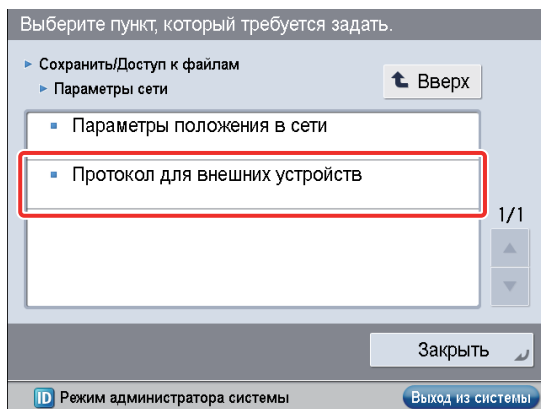 Выберите пункт, который требуется задать.
Сохранить/Доступ к файлам
Параметры сети
Вверх
Параметры положения в сети
Протокол для внешних устройств
1/1
Закрыть
ID Режим администратора системы
Выход из системы